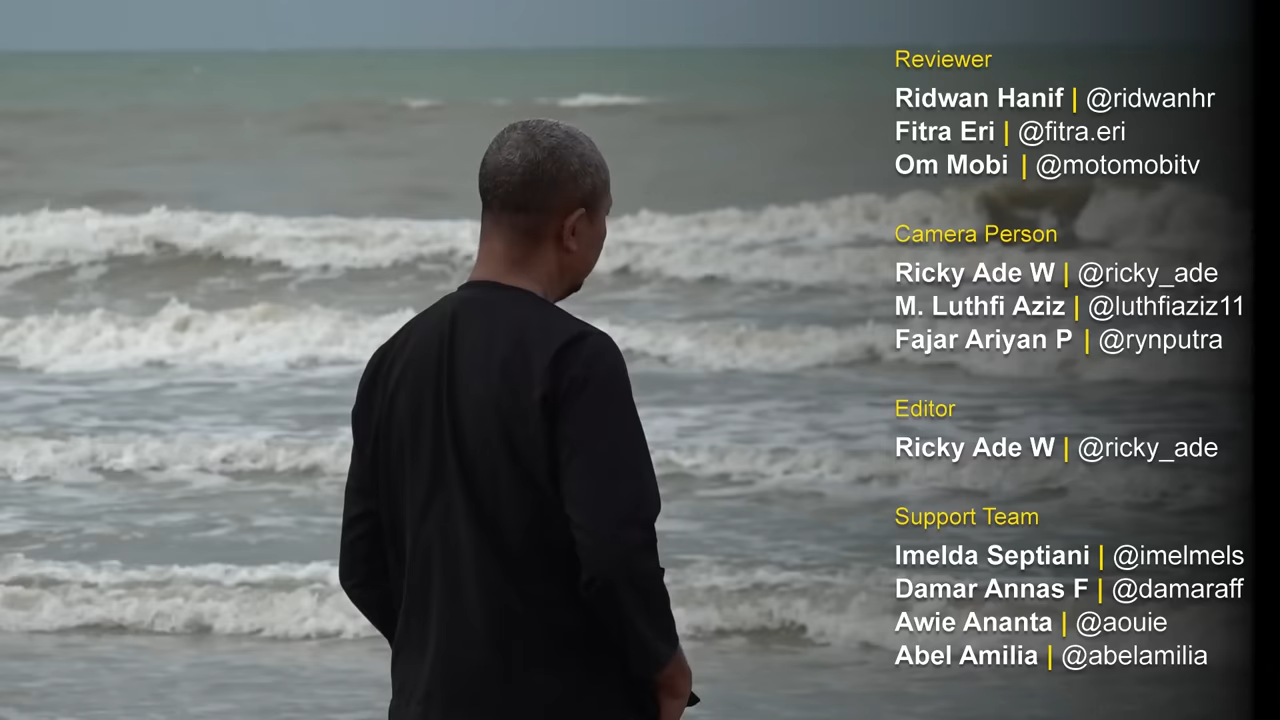 Reviewer
Ridwan Hanif | @ridwanhr
Fitra Eri | @fitra.eri
Om Mobi | @motomobitv
Camera Person
Ricky Ade W | @ricky_ade
M. Luthfi Aziz | @luthfiaziz11
Fajar Ariyan P | @rynputra
Editor
Ricky Ade W | @ricky_ade
Support Team
Imelda Septiani | @imelmels
Damar Annas F | @damaraff
Awie Ananta | @aouie
Abel Amilia | @abelamilia